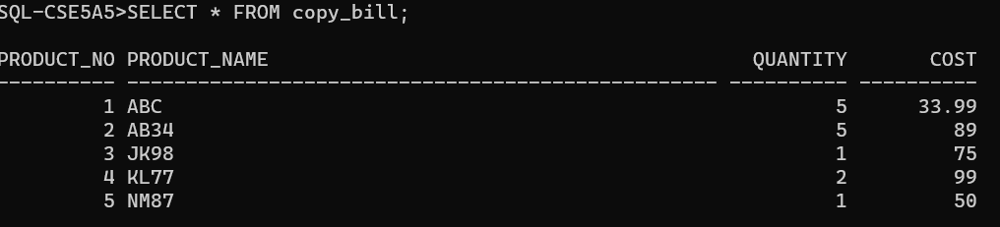 SQL-CSE5A5>SELECT * FROM copy_bill;
PRODUCT_NO PRODUCT_NAME                                         QUANTITY       COST
---------- -------------------------------------------------- ---------- ----------
         1 ABC                                                         5      33.99
         2 AB34                                                        5         89
         3 JK98                                                        1         75
         4 KL77                                                        2         99
         5 NM87                                                        1         50